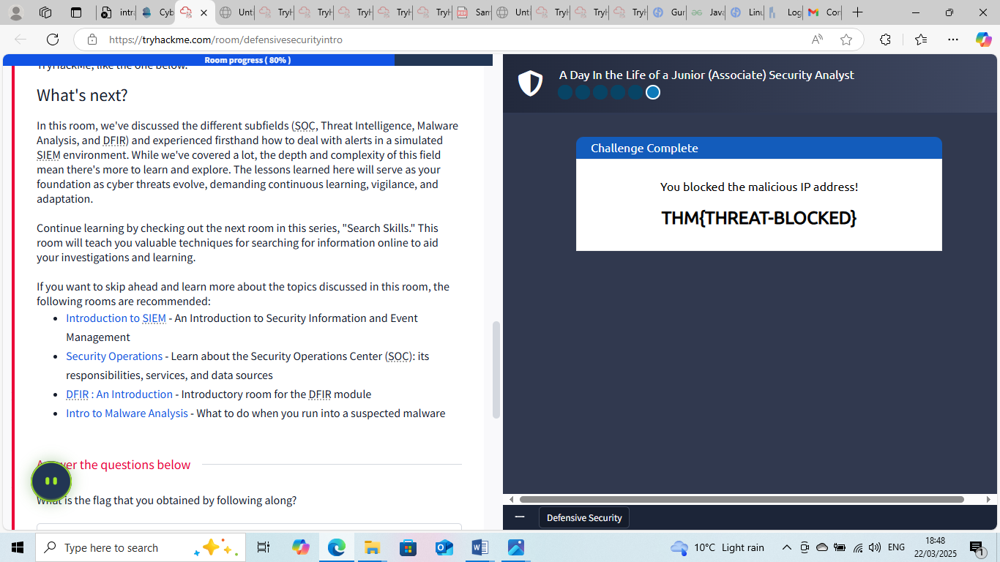 intr
Cyb
Unti
TryH
TryH
TryH
TryH
TryH
Sam
Unti
TryH
TryH
TryH
Gur
Java
Linu
Log
Cor
https://tryhackme.com/room/defensivesecurityintro
Room progress ( 80% )
TryHackMe, like the one below.
What's next?
In this room, we've discussed the different subfields (SOC, Threat Intelligence, Malware
Analysis, and DFIR) and experienced firsthand how to deal with alerts in a simulated
SIEM environment. While we've covered a lot, the depth and complexity of this field
mean there's more to learn and explore. The lessons learned here will serve as your
foundation as cyber threats evolve, demanding continuous learning, vigilance, and
adaptation.
Continue learning by checking out the next room in this series, "Search Skills." This
room will teach you valuable techniques for searching for information online to aid
your investigations and learning.
If you want to skip ahead and learn more about the topics discussed in this room, the
following rooms are recommended:
• Introduction to SIEM - An Introduction to Security Information and Event
Management
• Security Operations - Learn about the Security Operations Center (SOC): its
responsibilities, services, and data sources
• DFIR : An Introduction - Introductory room for the DFIR module
• Intro to Malware Analysis - What to do when you run into a suspected malware
Answer the questions below
What is the flag that you obtained by following along?
A Day In the Life of a Junior (Associate) Security Analyst
Challenge Complete
You blocked the malicious IP address!
THM{THREAT-BLOCKED}
Defensive Security
Type here to search
10°C Light rain
ENG
18:48
22/03/2025
1